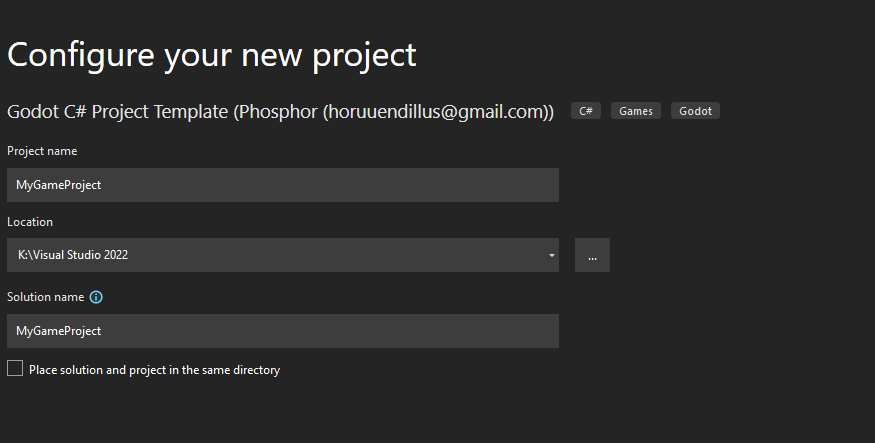 Configure your new project
Godot C# Project Template (Phosphor (horuuendillus@gmail.com)) C# Games Godot
Project name
MyGameProject
Location
K:\Visual Studio 2022
...
Solution name
MyGameProject
Place solution and project in the same directory